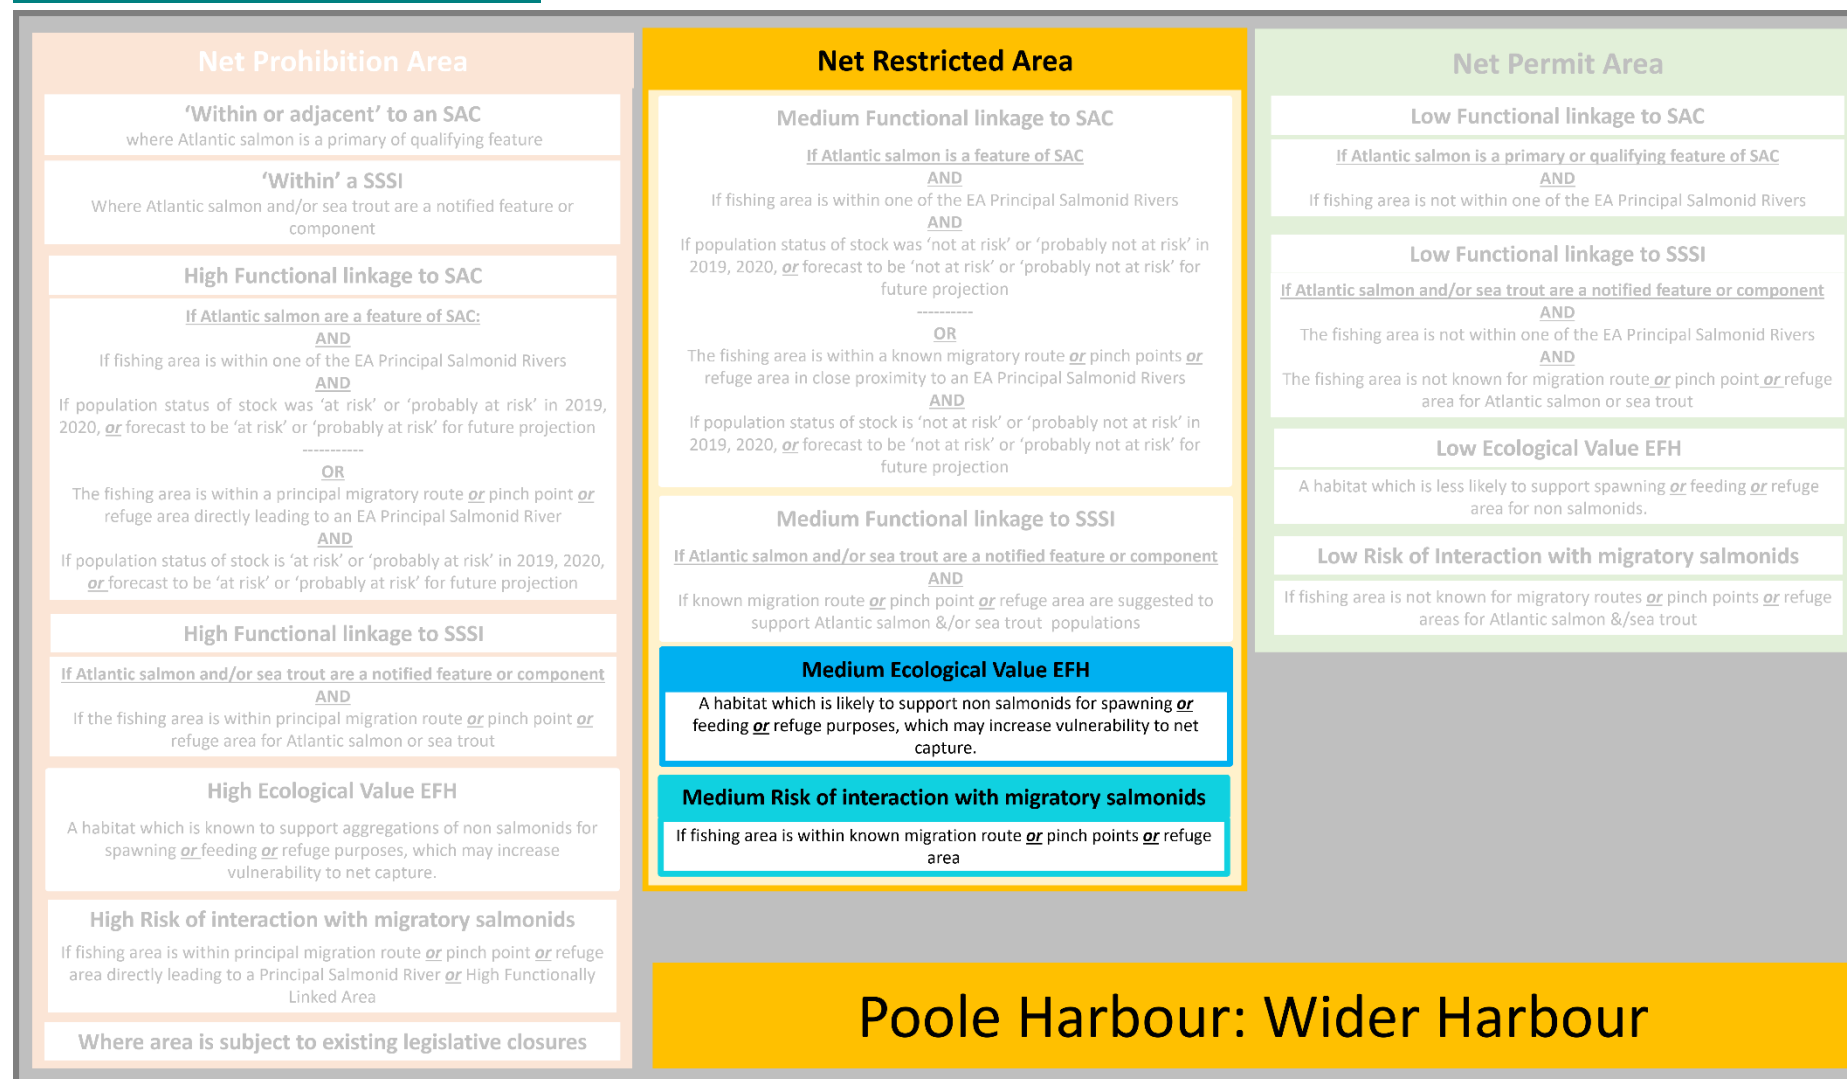 Net Prohibition Area
‘Within or adjacent’ to an SAC
where Atlantic salmon is a primary of qualifying feature
‘Within’ a SSSI
Where Atlantic salmon and/or sea trout are a notified feature or
component
High Functional linkage to SAC
If Atlantic salmon are a feature of SAC:
AND
If fishing area is within one of the EA Principal Salmonid Rivers
AND
If population status of stock was ‘at risk’ or ‘probably at risk’ in 2019,
2020, or forecast to be ‘at risk’ or ‘probably at risk’ for future projection
-----------
OR
The fishing area is within a principal migratory route or pinch point or
refuge area directly leading to an EA Principal Salmonid River
AND
If population status of stock is ‘at risk’ or ‘probably at risk’ in 2019, 2020,
or forecast to be ‘at risk’ or ‘probably at risk’ for future projection
High Functional linkage to SSSI
If Atlantic salmon and/or sea trout are a notified feature or component
AND
If the fishing area is within principal migration route or pinch point or
refuge area for Atlantic salmon or sea trout
High Ecological Value EFH
A habitat which is known to support aggregations of non salmonids for
spawning or feeding or refuge purposes, which may increase
vulnerability to net capture.
High Risk of interaction with migratory salmonids
If fishing area is within principal migration route or pinch point or refuge
area directly leading to a Principal Salmonid River or High Functionally
Linked Area
Where area is subject to existing legislative closures
Net Restricted Area
Medium Functional linkage to SAC
If Atlantic salmon is a feature of SAC
AND
If fishing area is within one of the EA Principal Salmonid Rivers
AND
If population status of stock was ‘not at risk’ or ‘probably not at risk’ in
2019, 2020, or forecast to be ‘not at risk’ or ‘probably not at risk’ for
future projection
----------
OR
The fishing area is within a known migratory route or pinch points or
refuge area in close proximity to an EA Principal Salmonid Rivers
AND
If population status of stock is ‘not at risk’ or ‘probably not at risk’ in
2019, 2020, or forecast to be ‘not at risk’ or ‘probably not at risk’ for
future projection
Medium Functional linkage to SSSI
If Atlantic salmon and/or sea trout are a notified feature or component
AND
If known migration route or pinch point or refuge area are suggested to
support Atlantic salmon &/or sea trout populations
Medium Ecological Value EFH
A habitat which is likely to support non salmonids for spawning or
feeding or refuge purposes, which may increase vulnerability to net
capture.
Medium Risk of interaction with migratory salmonids
If fishing area is within known migration route or pinch points or refuge
area
Net Permit Area
Low Functional linkage to SAC
If Atlantic salmon is a primary or qualifying feature of SAC
AND
If fishing area is not within one of the EA Principal Salmonid Rivers
Low Functional linkage to SSSI
If Atlantic salmon and/or sea trout are a notified feature or component
AND
The fishing area is not within one of the EA Principal Salmonid Rivers
AND
The fishing area is not known for migration route or pinch point or refuge
area for Atlantic salmon or sea trout
Low Ecological Value EFH
A habitat which is less likely to support spawning or feeding or refuge
area for non salmonids.
Low Risk of Interaction with migratory salmonids
If fishing area is not known for migratory routes or pinch points or refuge
areas for Atlantic salmon &/sea trout
Poole Harbour: Wider Harbour